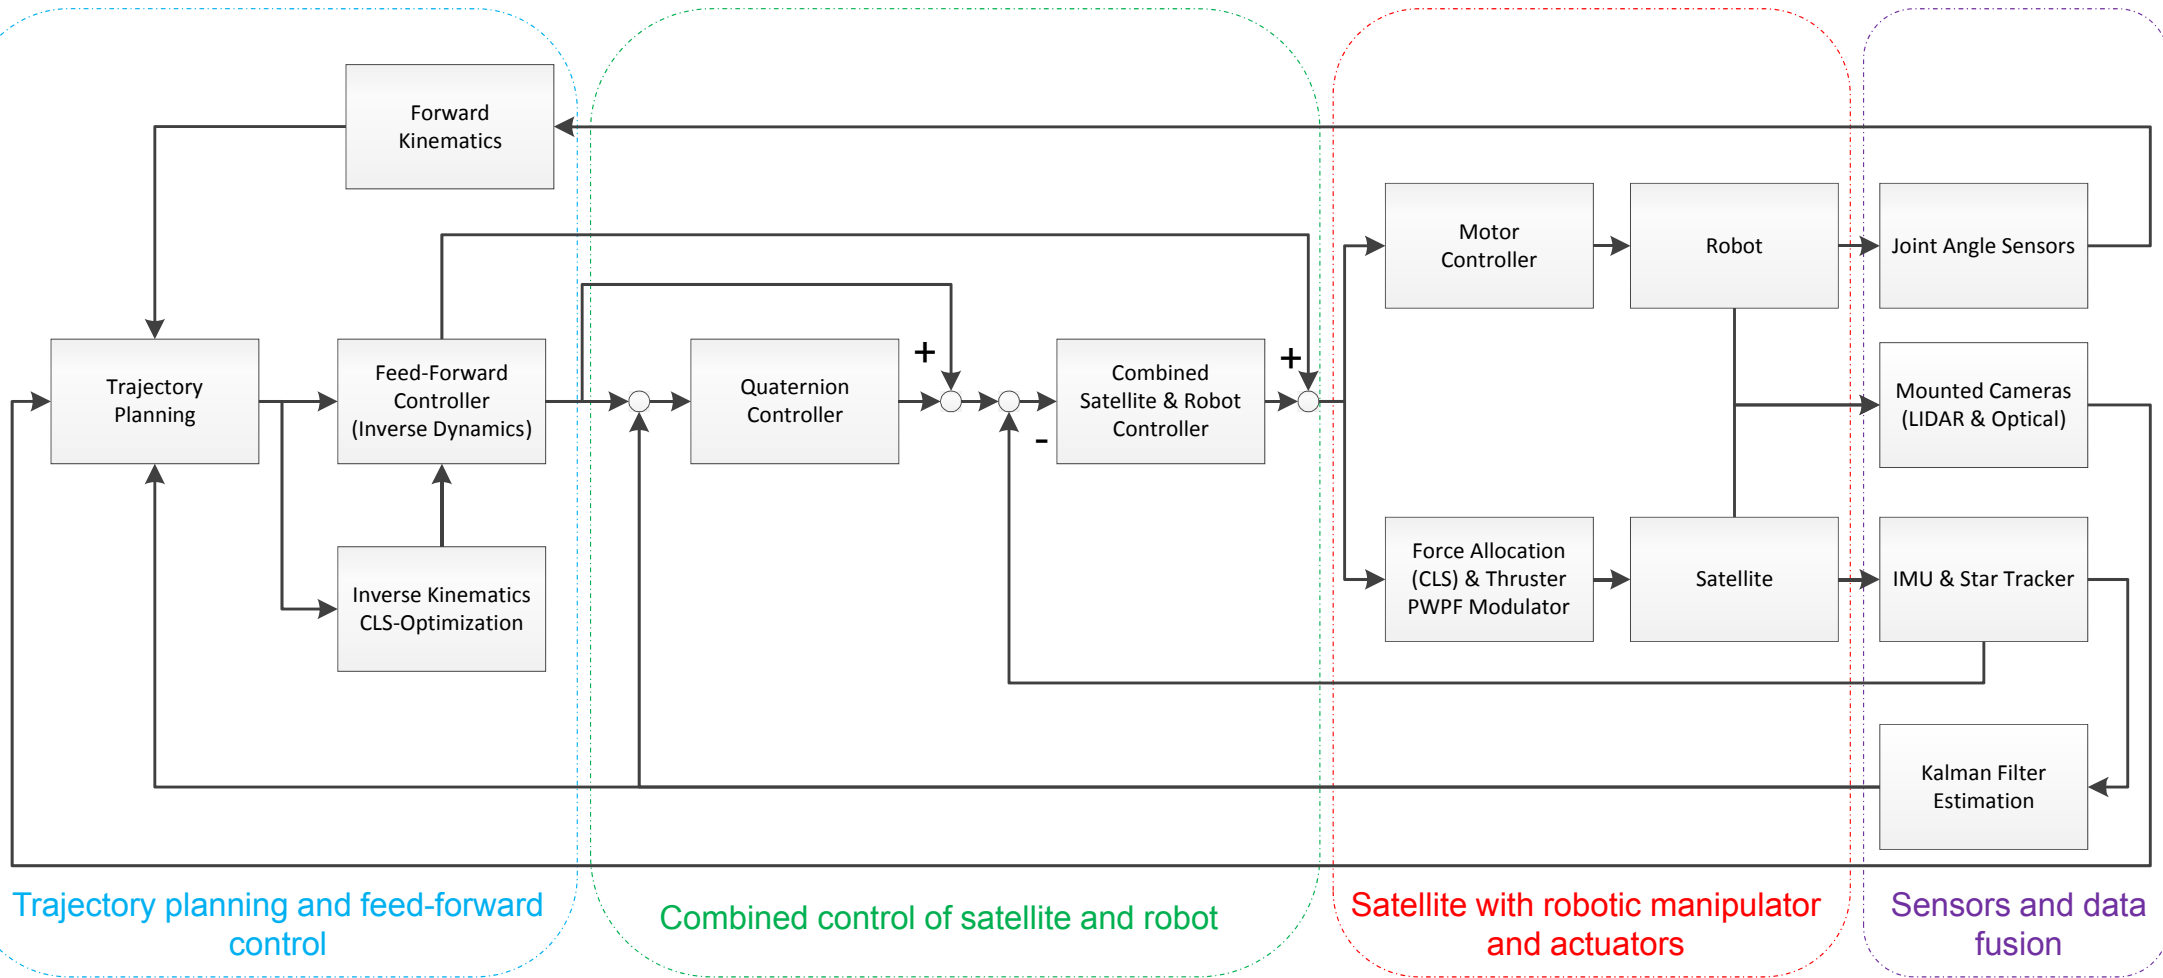 Forward
Kinematics
Motor
Controller
Robot
Joint Angle Sensors
Trajectory
Planning
Feed-Forward
Controller
(Inverse Dynamics)
Quaternion
Controller
+
-
Combined
Satellite & Robot
Controller
+
Mounted Cameras
(LIDAR & Optical)
Inverse Kinematics
CLS-Optimization
Force Allocation
(CLS) & Thruster
PWPF Modulator
Satellite
IMU & Star Tracker
Kalman Filter
Estimation
Trajectory planning and feed-forward
control
Combined control of satellite and robot
Satellite with robotic manipulator
and actuators
Sensors and data
fusion